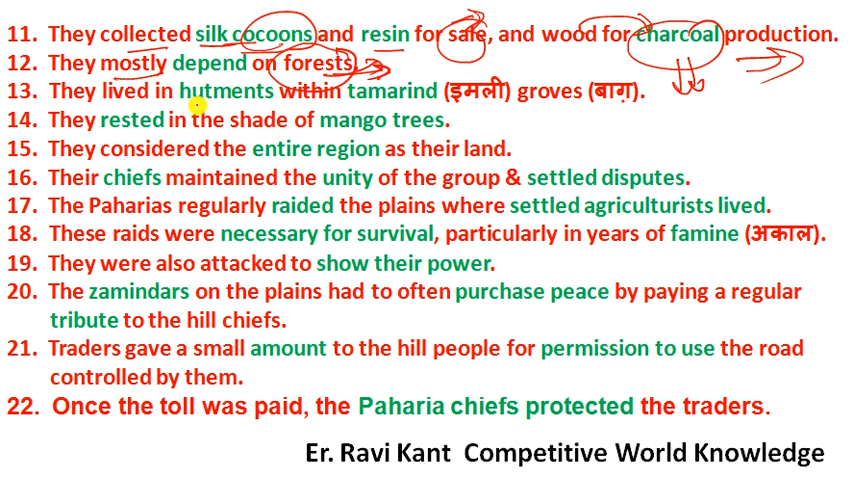 11. They collected silk cocoons and resin for sale, and wood for charcoal production.
12. They mostly depend on forests.
13. They lived in hutments within tamarind (इमली) groves (बाग़).
14. They rested in the shade of mango trees.
15. They considered the entire region as their land.
16. Their chiefs maintained the unity of the group & settled disputes.
17. The Paharias regularly raided the plains where settled agriculturists lived.
18. These raids were necessary for survival, particularly in years of famine (अकाल).
19. They were also attacked to show their power.
20. The zamindars on the plains had to often purchase peace by paying a regular
tribute to the hill chiefs.
21. Traders gave a small amount to the hill people for permission to use the road
controlled by them.
22. Once the toll was paid, the Paharia chiefs protected the traders.
Er. Ravi Kant Competitive World Knowledge